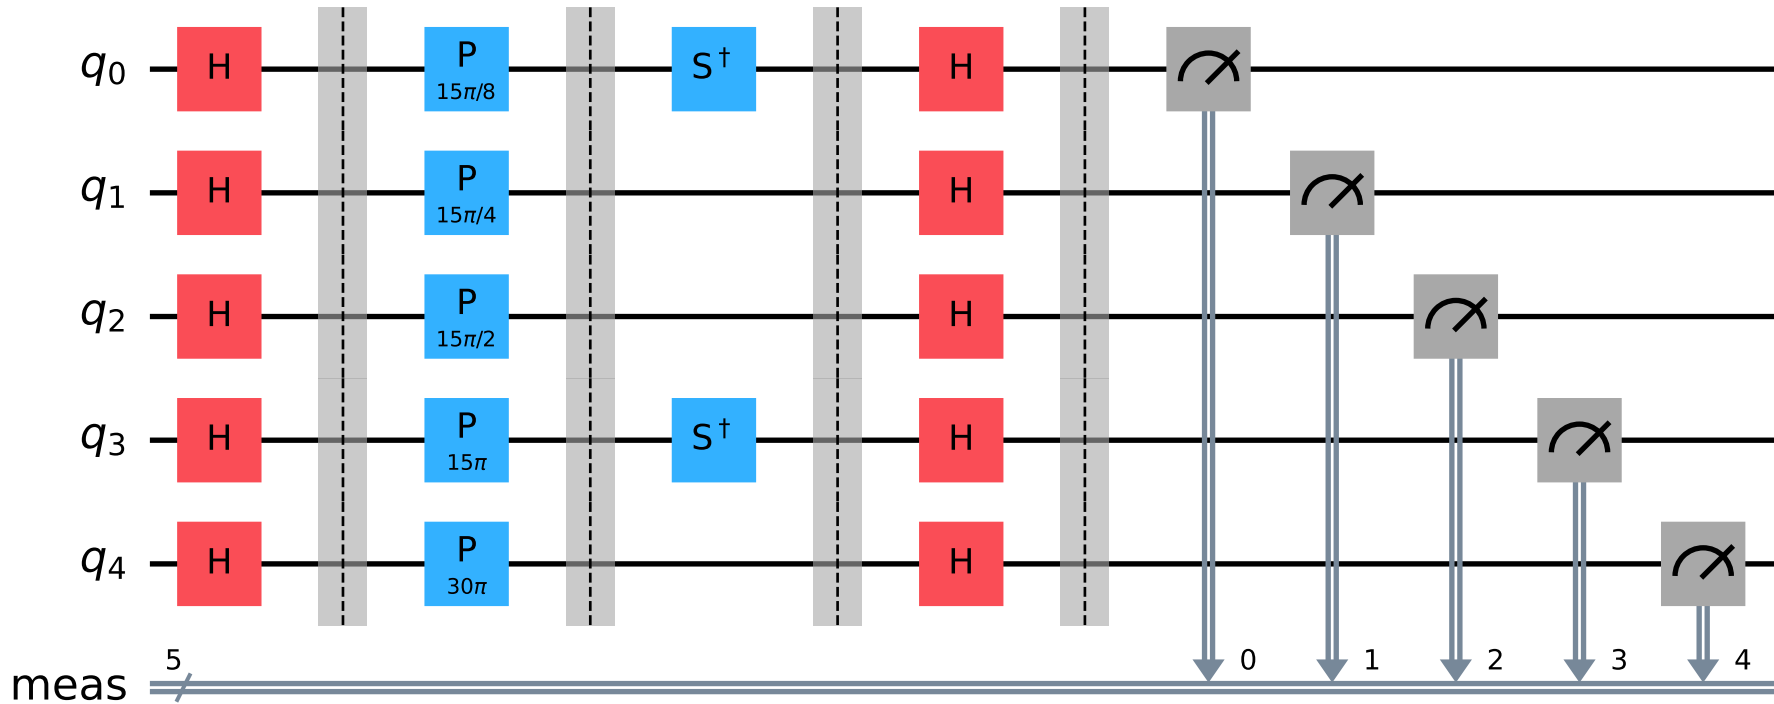 q0 H P 15π/8 S† H
q1 H P 15π/4 H
q2 H P 15π/2 H
q3 H P 15π S† H
q4 H P 30π H
meas 5 0 1 2 3 4